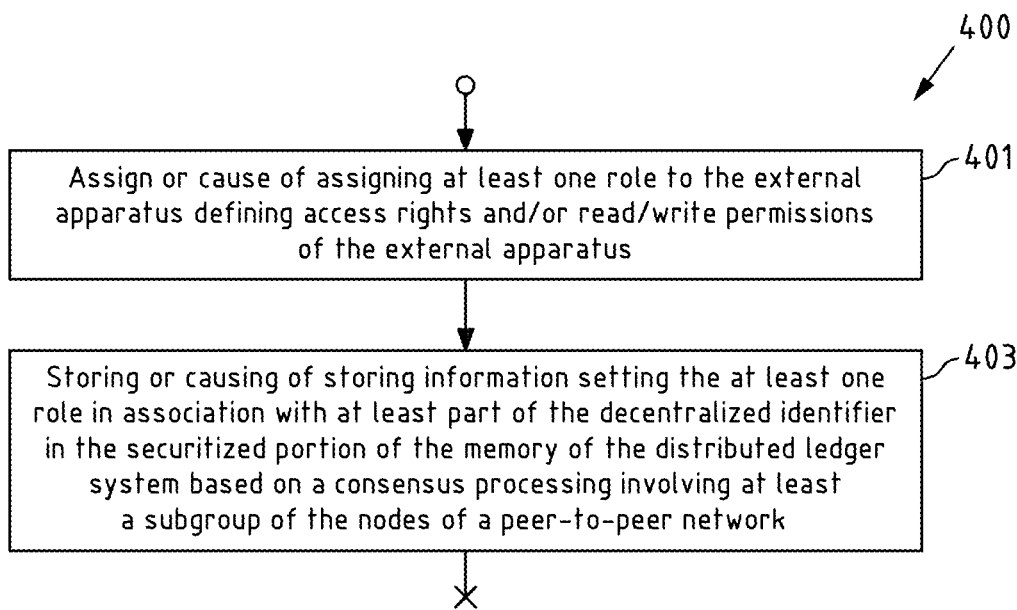 400
401
Assign or cause of assigning at least one role to the external
apparatus defining access rights and/or read/write permissions
of the external apparatus
403
Storing or causing of storing information setting the at least one
role in association with at least part of the decentralized identifier
in the securitized portion of the memory of the distributed ledger
system based on a consensus processing involving at least
a subgroup of the nodes of a peer-to-peer network